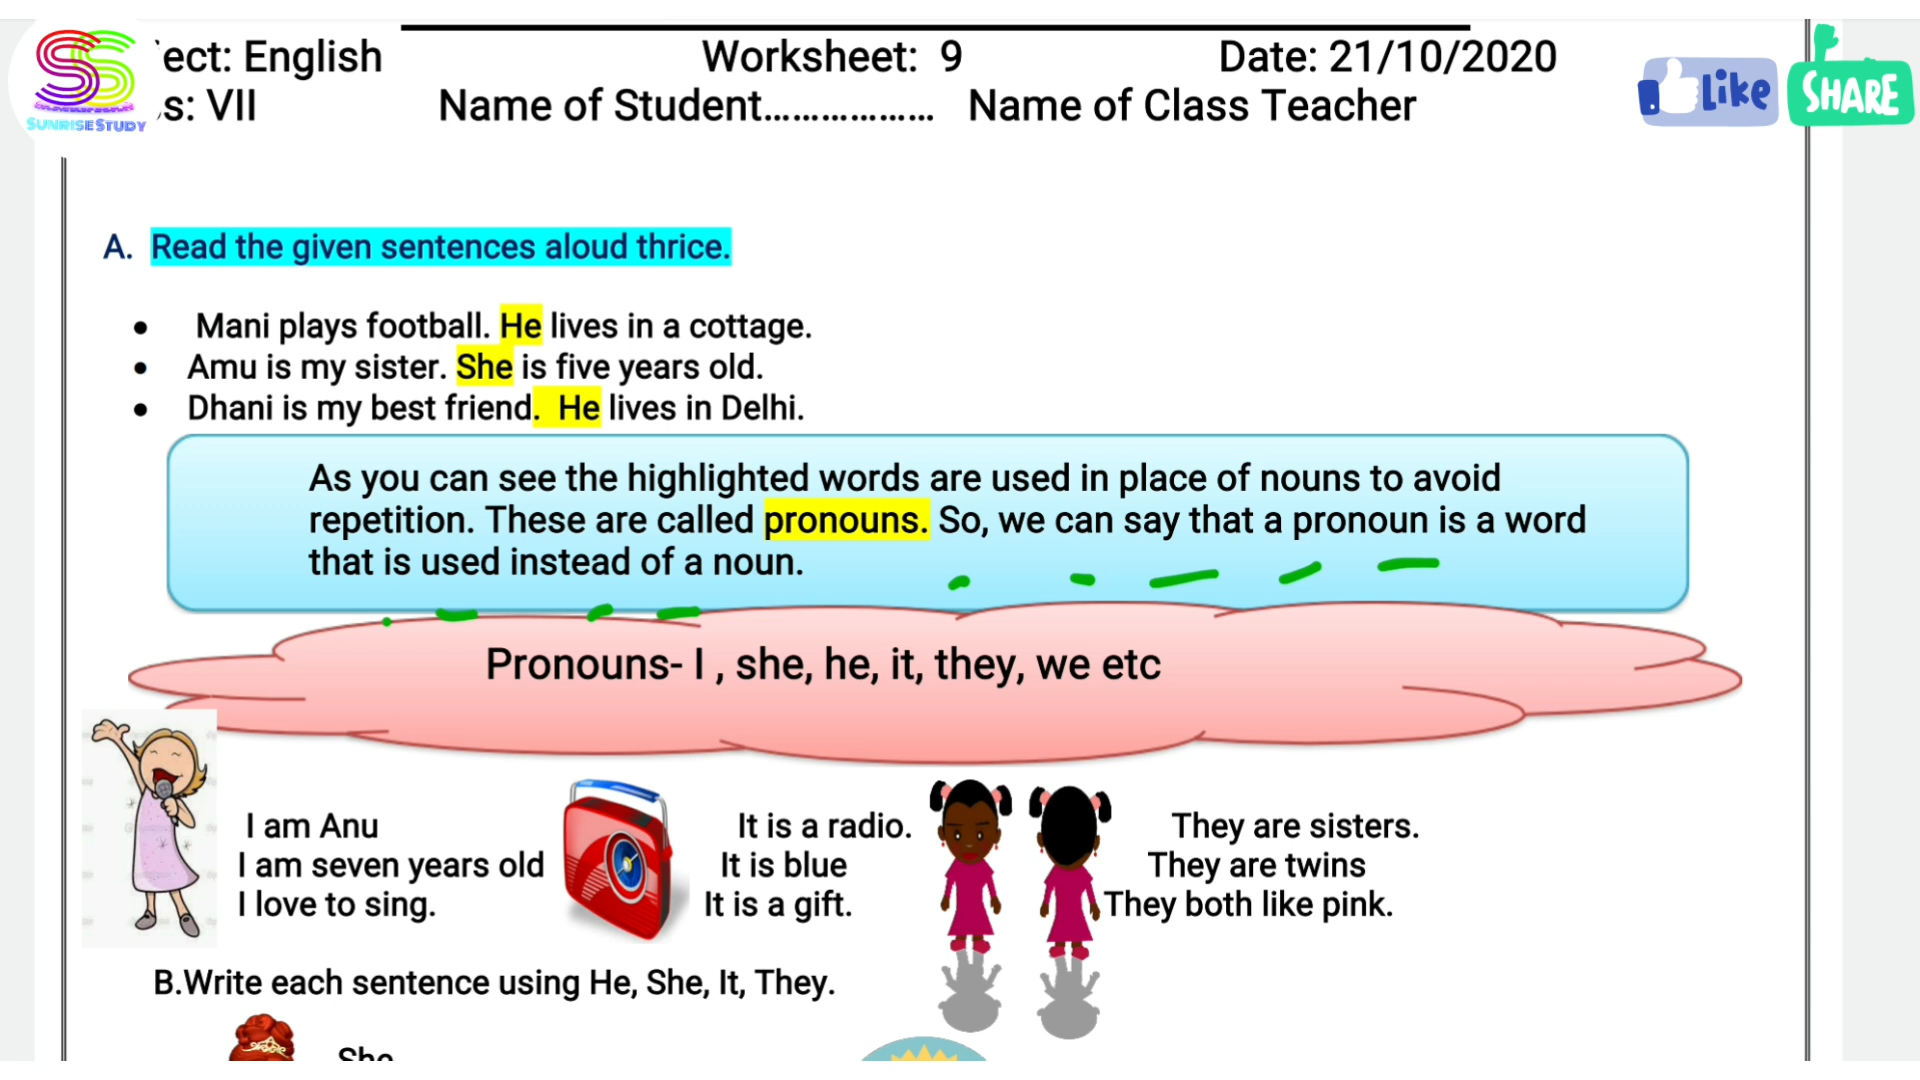 ect: English Worksheet: 9 Date: 21/10/2020
s: VII Name of Student.................. Name of Class Teacher
SUNRISE STUDY
Like SHARE
A. Read the given sentences aloud thrice.
• Mani plays football. He lives in a cottage.
• Amu is my sister. She is five years old.
• Dhani is my best friend. He lives in Delhi.
As you can see the highlighted words are used in place of nouns to avoid
repetition. These are called pronouns. So, we can say that a pronoun is a word
that is used instead of a noun.
Pronouns- I , she, he, it, they, we etc
I am Anu
I am seven years old
I love to sing.
It is a radio.
It is blue
It is a gift.
They are sisters.
They are twins
They both like pink.
B.Write each sentence using He, She, It, They.
She